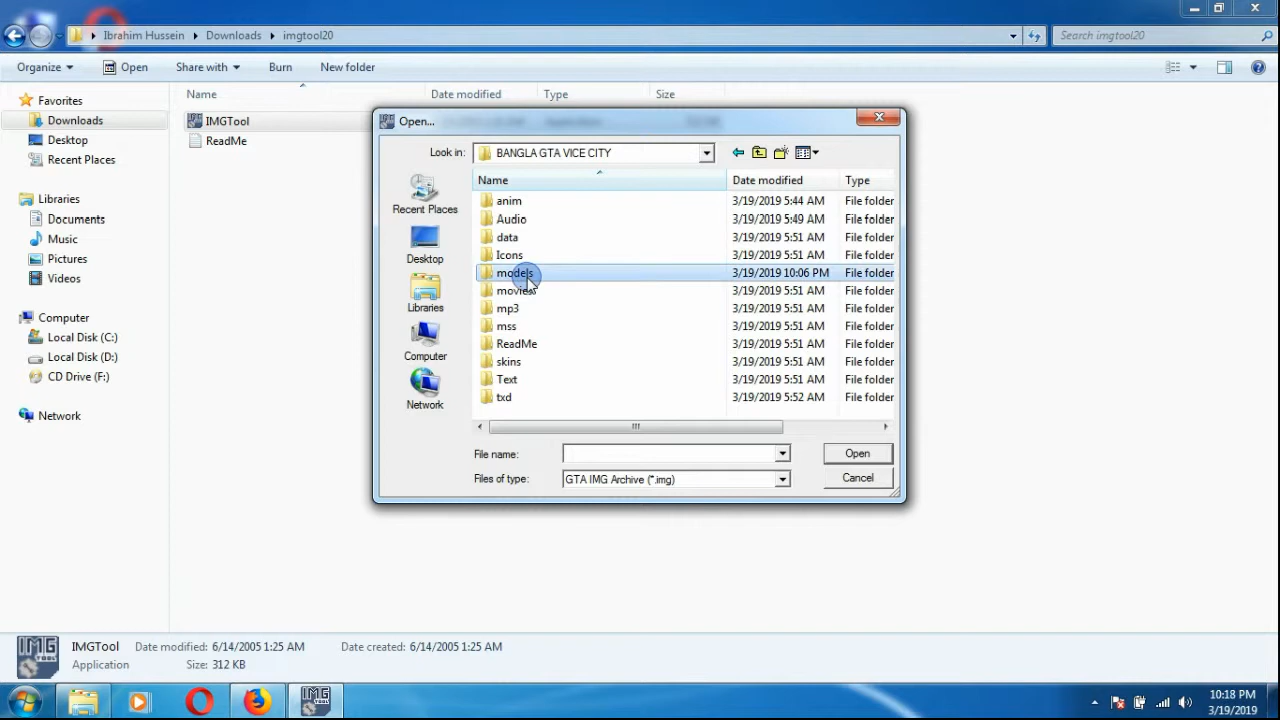 Ibrahim Hussein Downloads imgtool20
Search imgtool20
Organize Open Share with Burn New folder
Name Date modified Type Size
Favorites
Downloads
Desktop
Recent Places
Libraries
Documents
Music
Pictures
Videos
Computer
Local Disk (C:)
Local Disk (D:)
CD Drive (F:)
Network
IMGTool
ReadMe
Open...
Look in: BANGLA GTA VICE CITY
Recent Places
Desktop
Libraries
Computer
Network
Name Date modified Type
anim 3/19/2019 5:44 AM File folder
Audio 3/19/2019 5:49 AM File folder
data 3/19/2019 5:51 AM File folder
Icons 3/19/2019 5:51 AM File folder
models 3/19/2019 10:06 PM File folder
movies 3/19/2019 5:51 AM File folder
mp3 3/19/2019 5:51 AM File folder
mss 3/19/2019 5:51 AM File folder
ReadMe 3/19/2019 5:51 AM File folder
skins 3/19/2019 5:51 AM File folder
Text 3/19/2019 5:51 AM File folder
txd 3/19/2019 5:52 AM File folder
File name: Open
Files of type: GTA IMG Archive (*.img) Cancel
IMG TOOL
IMGTool Date modified: 6/14/2005 1:25 AM Date created: 6/14/2005 1:25 AM
Application Size: 312 KB
IMG TOOL
10:18 PM
3/19/2019